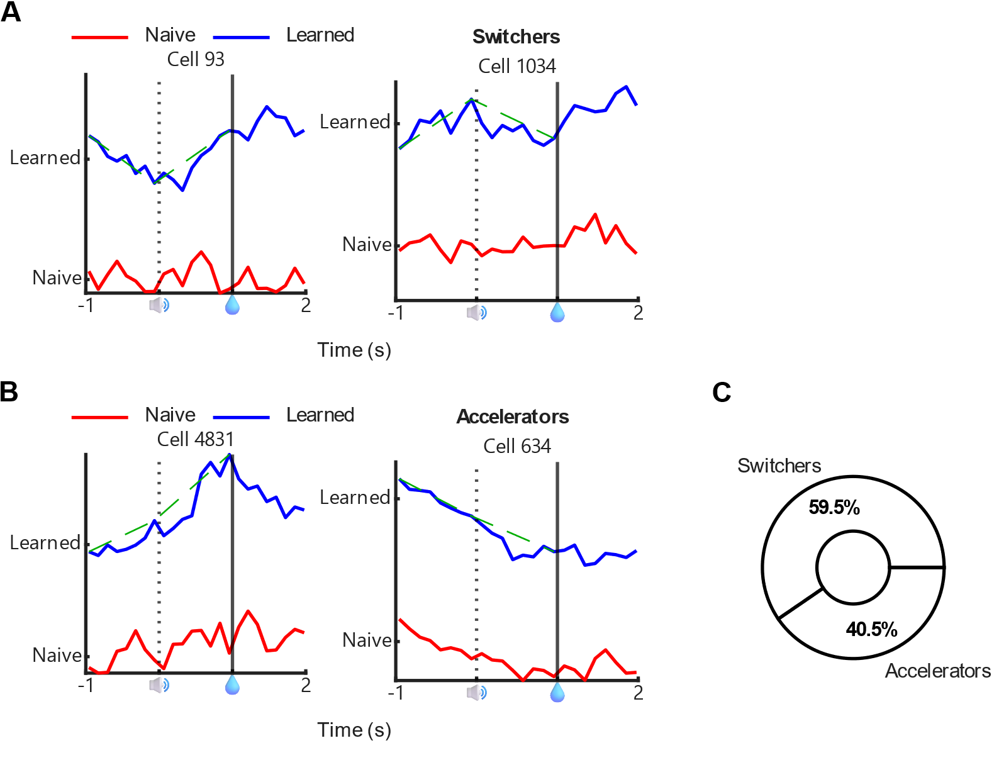 A
Naive Learned
Switchers
Cell 93
Cell 1034
Learned
Naive
-1 2
Learned
Naive
-1 2
Time (s)
B
Naive Learned
Accelerators
Cell 4831
Cell 634
Learned
Naive
-1 2
Learned
Naive
-1 2
Time (s)
C
Switchers
59.5%
40.5%
Accelerators